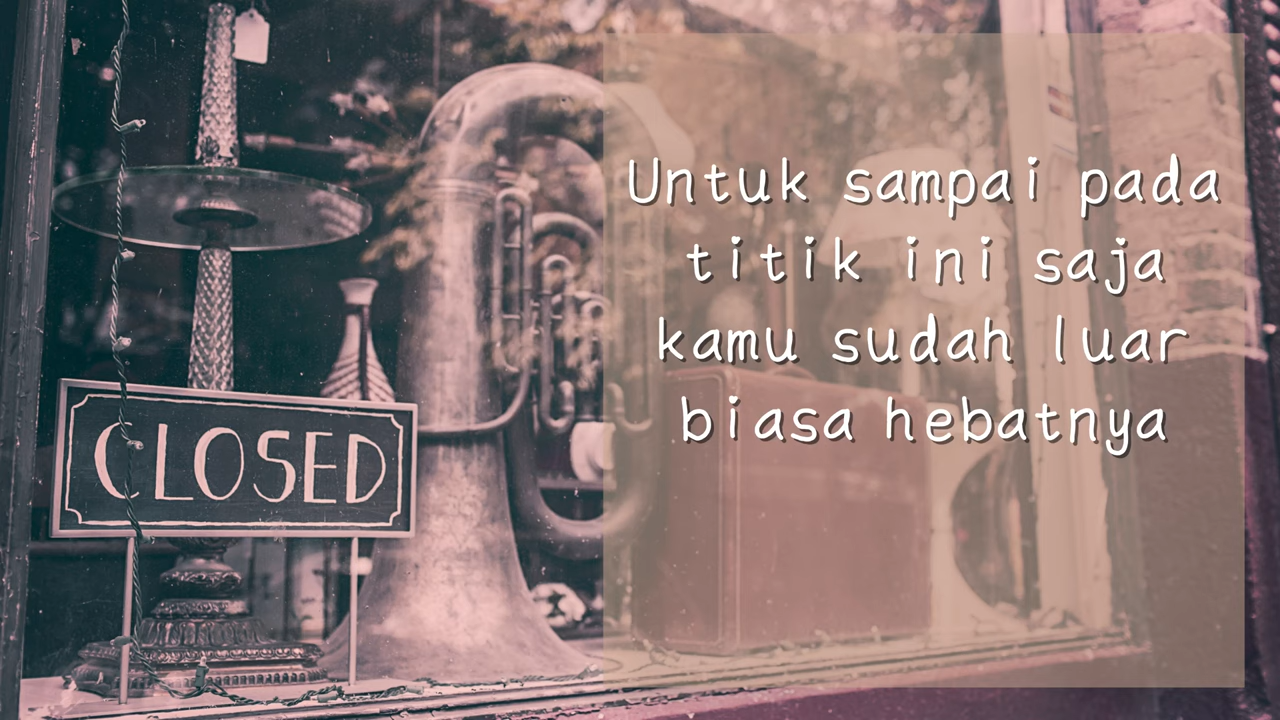 CLOSED
Untuk sampai pada
titik ini saja
kamu sudah luar
biasa hebatnya